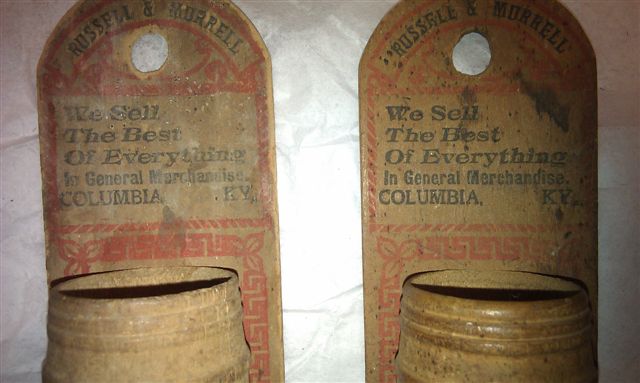 RUSSELL & MURRELL
We Sell
The Best
Of Everything
In General Merchandise.
COLUMBIA, KY.
RUSSELL & MURRELL
We Sell
The Best
Of Everything
In General Merchandise.
COLUMBIA, KY.